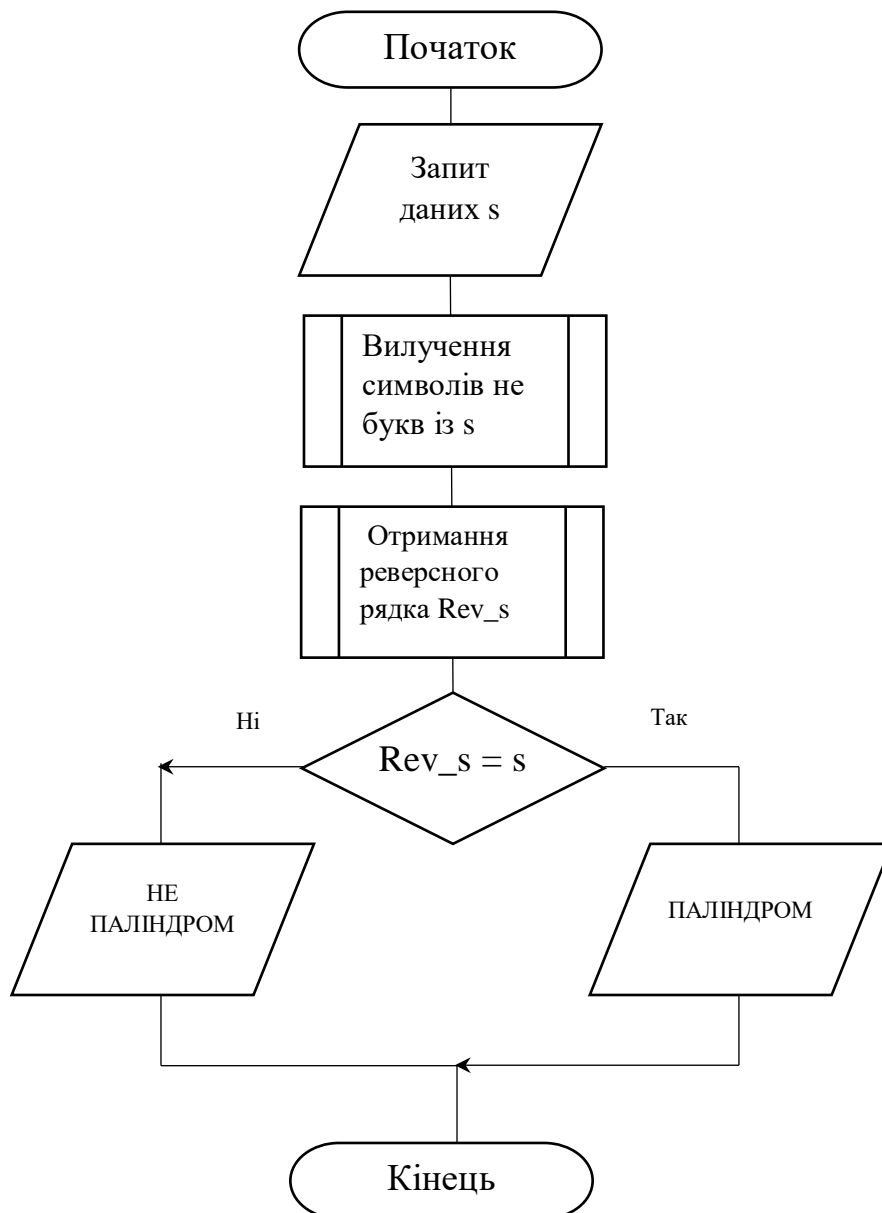 Початок
Запит
даних s
Вилучення
символів не
букв із s
Отримання
реверсного
рядка Rev_s
Ні
Так
Rev_s = s
НЕ
ПАЛІНДРОМ
ПАЛІНДРОМ
Кінець